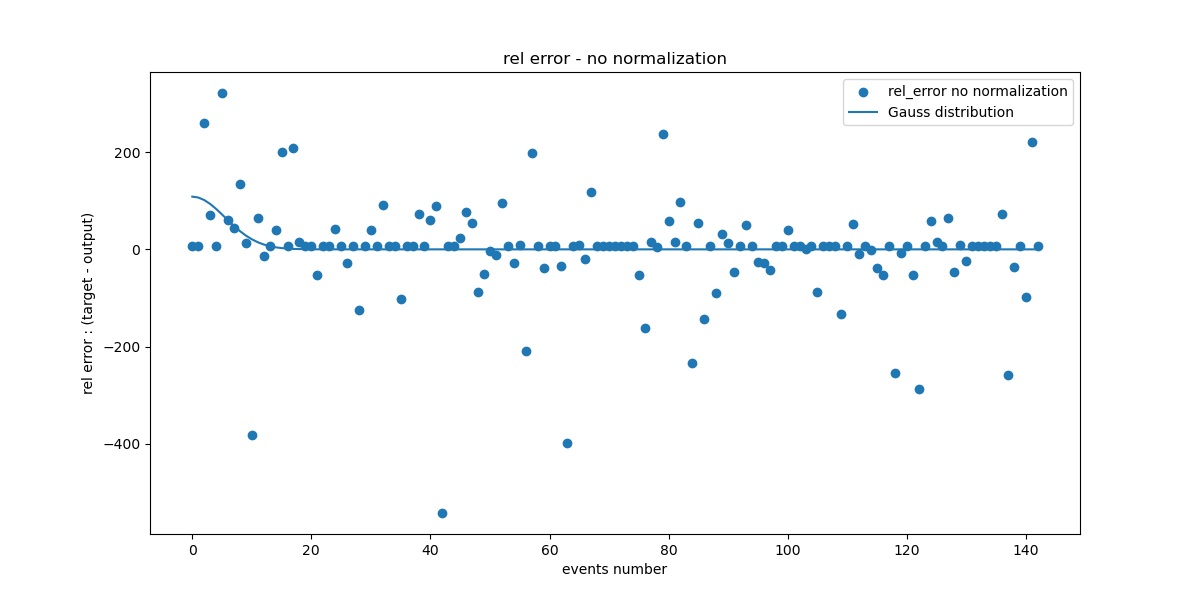 rel error - no normalization
rel_error no normalization
Gauss distribution
rel error : (target - output)
200
0
−200
−400
0 20 40 60 80 100 120 140
events number